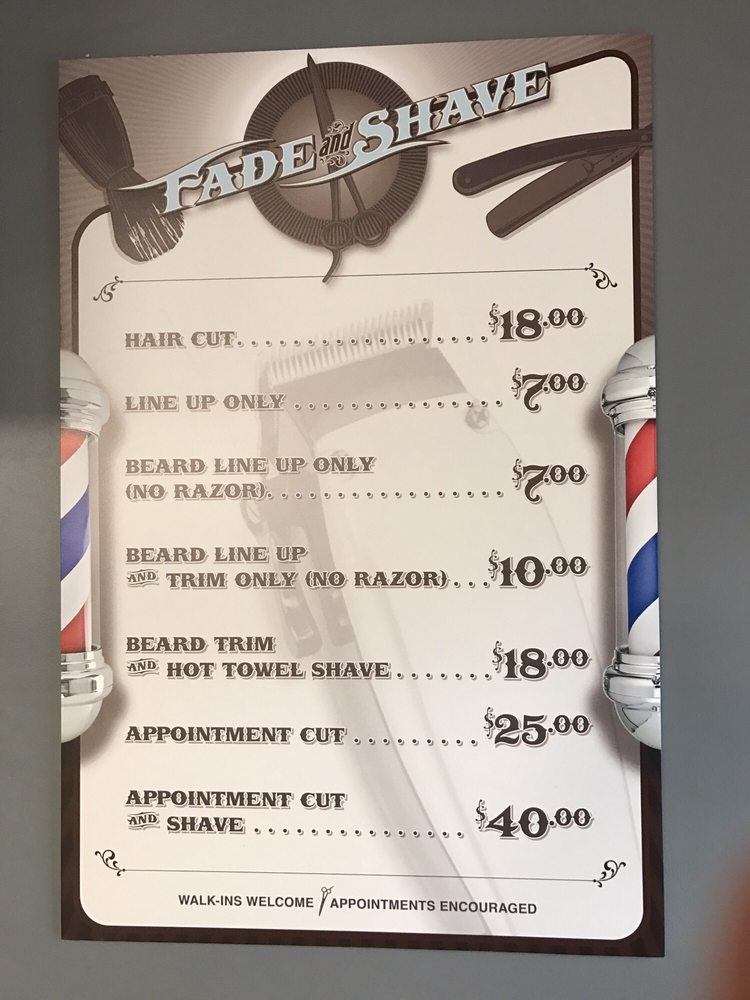 FADE and SHAVE
HAIR CUT. . . . . . . . . . . . . . . . . . $18.00
LINE UP ONLY . . . . . . . . . . . . . . . $7.00
BEARD LINE UP ONLY
(NO RAZOR). . . . . . . . . . . . . . . . . $7.00
BEARD LINE UP
AND TRIM ONLY (NO RAZOR). . . $10.00
BEARD TRIM
AND HOT TOWEL SHAVE. . . . . . . $18.00
APPOINTMENT CUT . . . . . . . . . $25.00
APPOINTMENT CUT
AND SHAVE . . . . . . . . . . . . . . . $40.00
WALK-INS WELCOME APPOINTMENTS ENCOURAGED